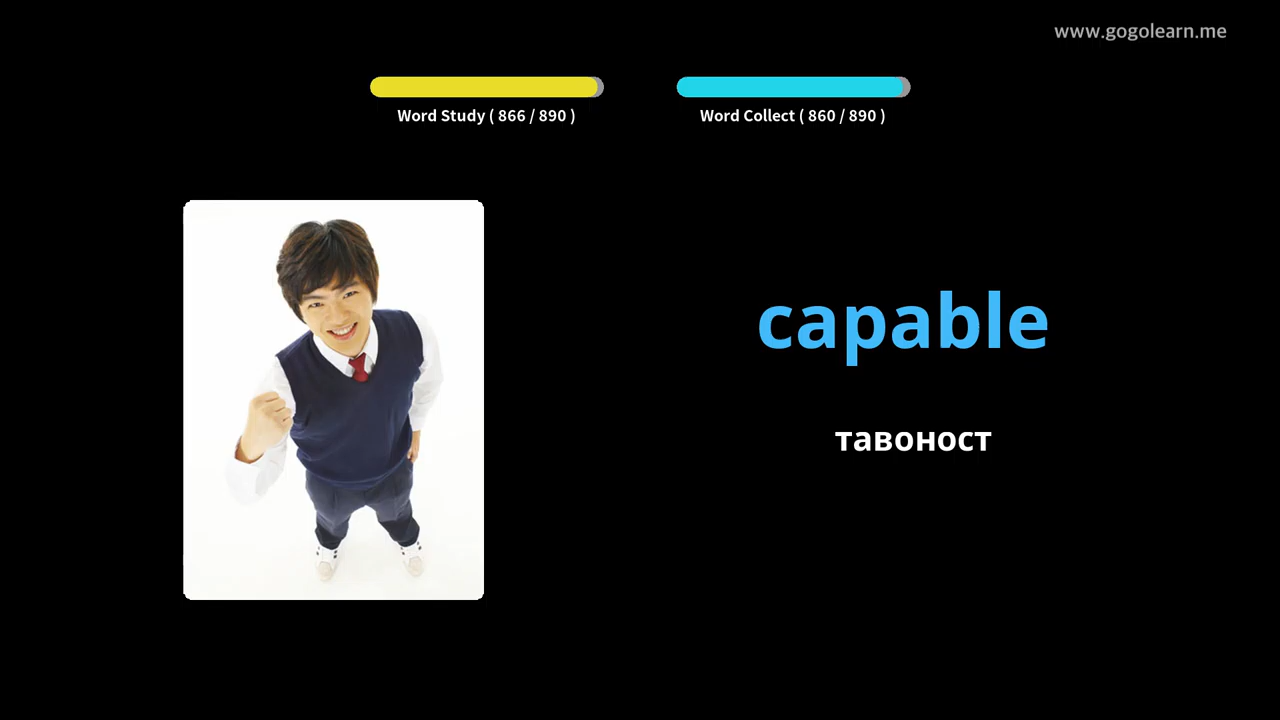 www.gogolearn.me
Word Study ( 866 / 890 )
Word Collect ( 860 / 890 )
capable
тавоност